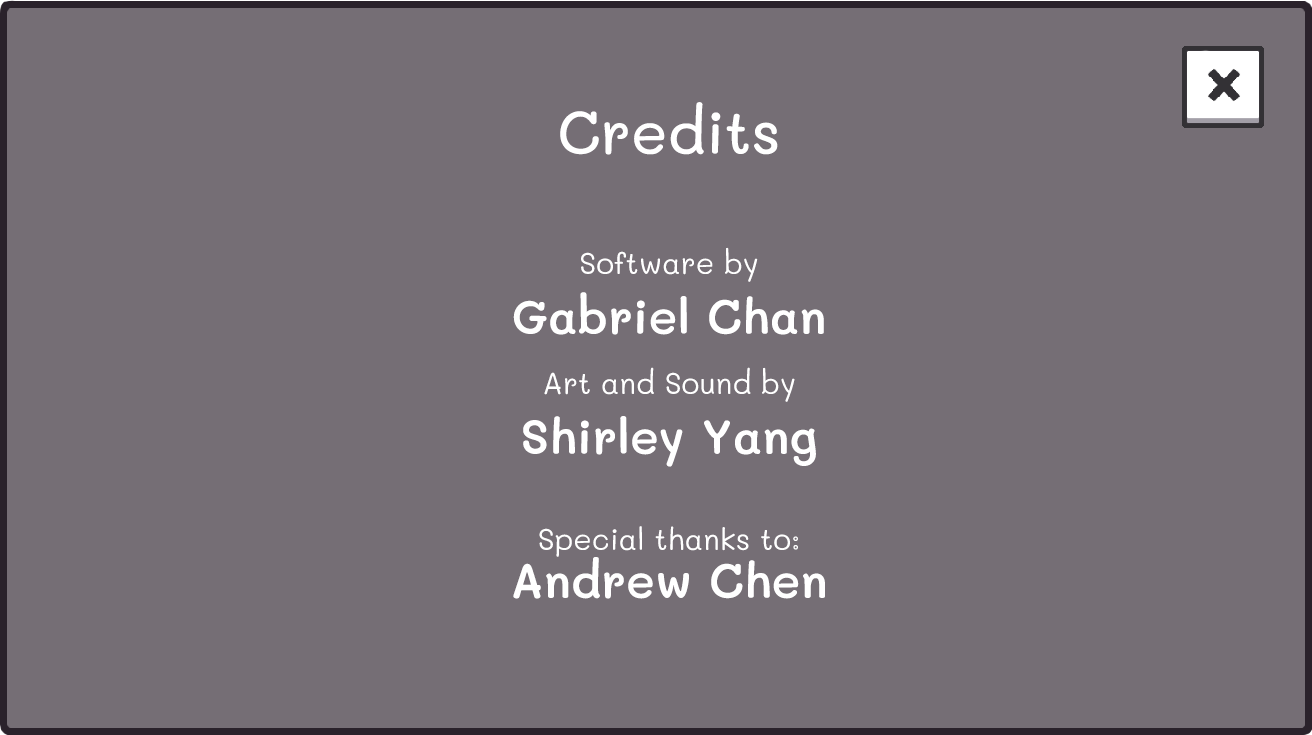 Credits
Software by
Gabriel Chan
Art and Sound by
Shirley Yang
Special thanks to:
Andrew Chen